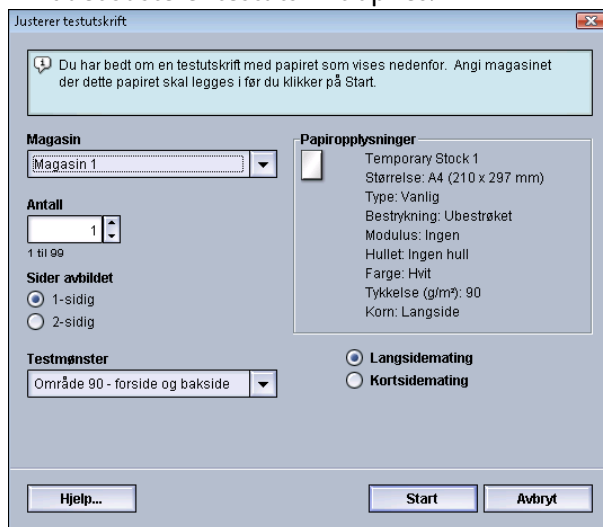 Justerer testutskrift
Du har bedt om en testutskrift med papiret som vises nedenfor. Angi magasinet
der dette papiret skal legges i før du klikker på Start.
Magasin
Magasin 1
Antall
1
1 til 99
Sider avbildet
1-sidig
2-sidig
Testmønster
Område 90 - forside og bakside
Papiropplysninger
Temporary Stock 1
Størrelse: A4 (210 x 297 mm)
Type: Vanlig
Bestrykning: Ubestrøket
Modulus: Ingen
Hullet: Ingen hull
Farge: Hvit
Tykkelse (g/m²): 90
Korn: Langside
Langsidemating
Kortsidemating
Hjelp...
Start
Avbryt